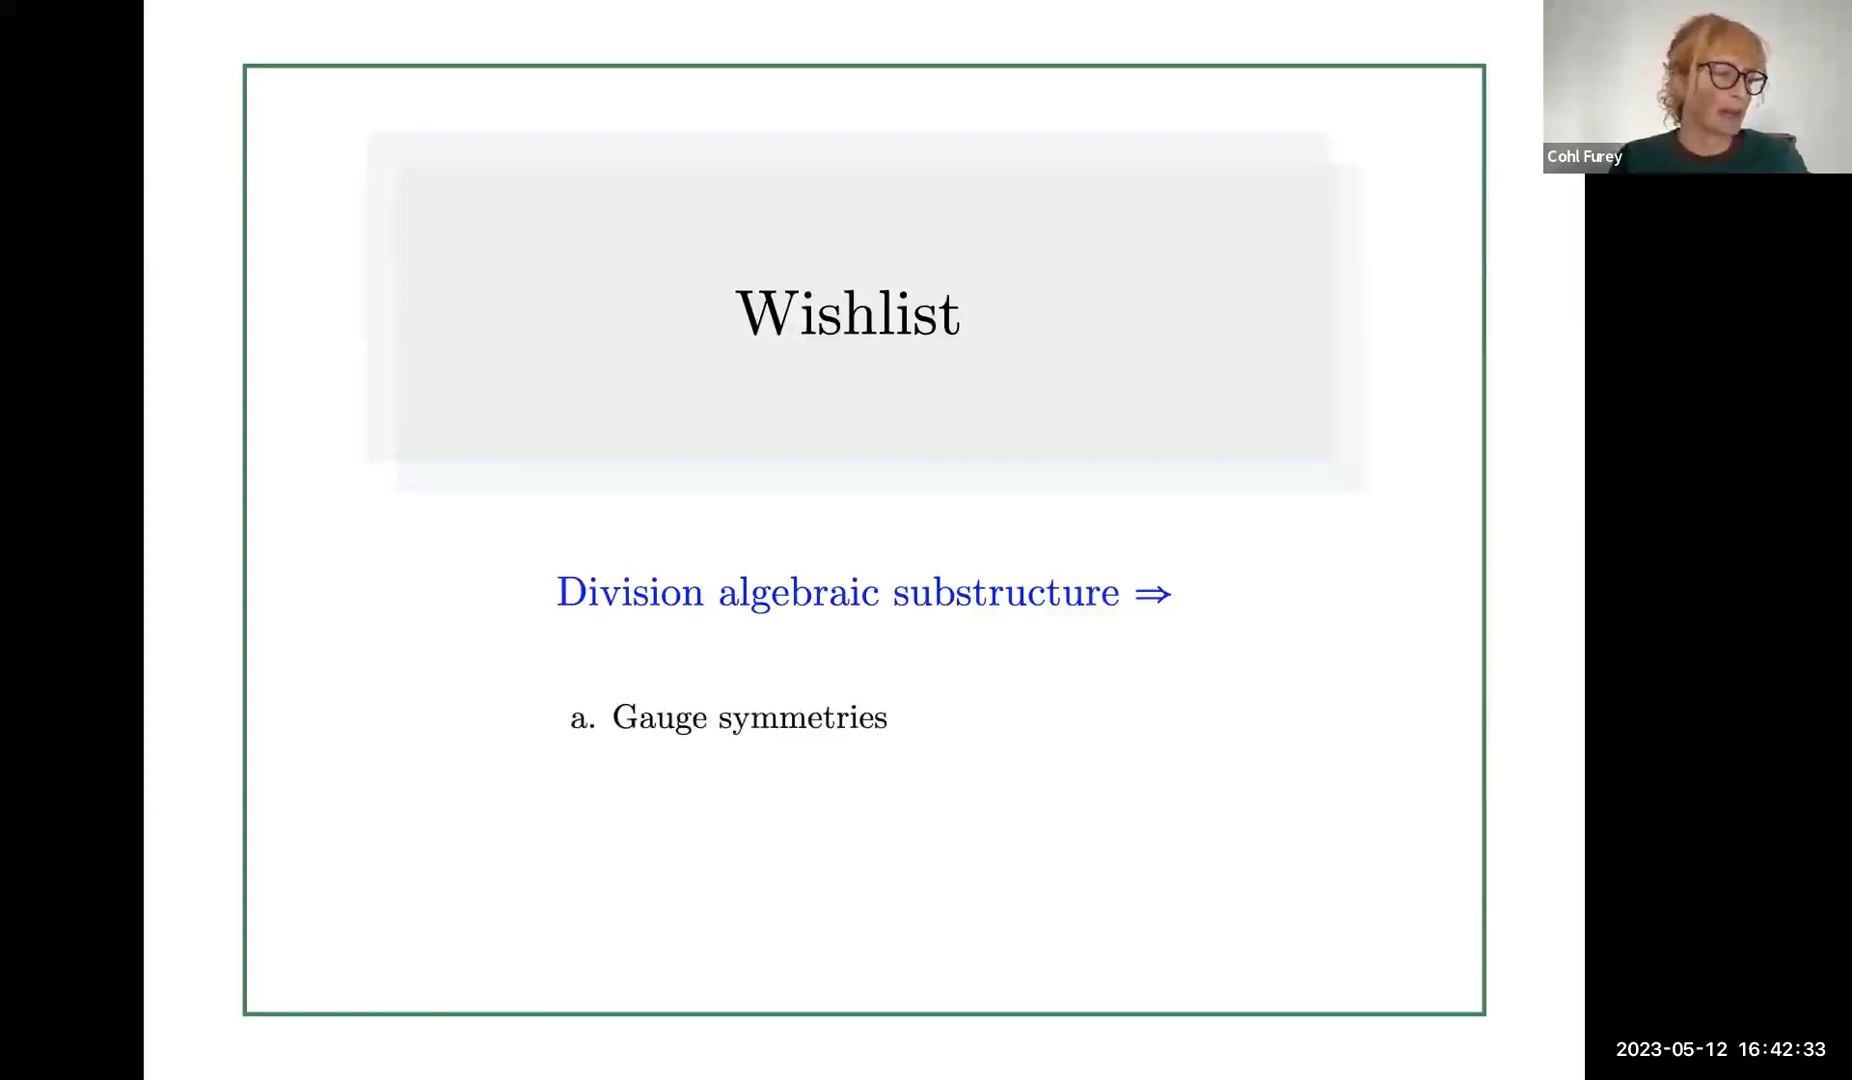 Wishlist
Division algebraic substructure ⇒
a. Gauge symmetries
Cohl Furey
2023-05-12 16:42:33